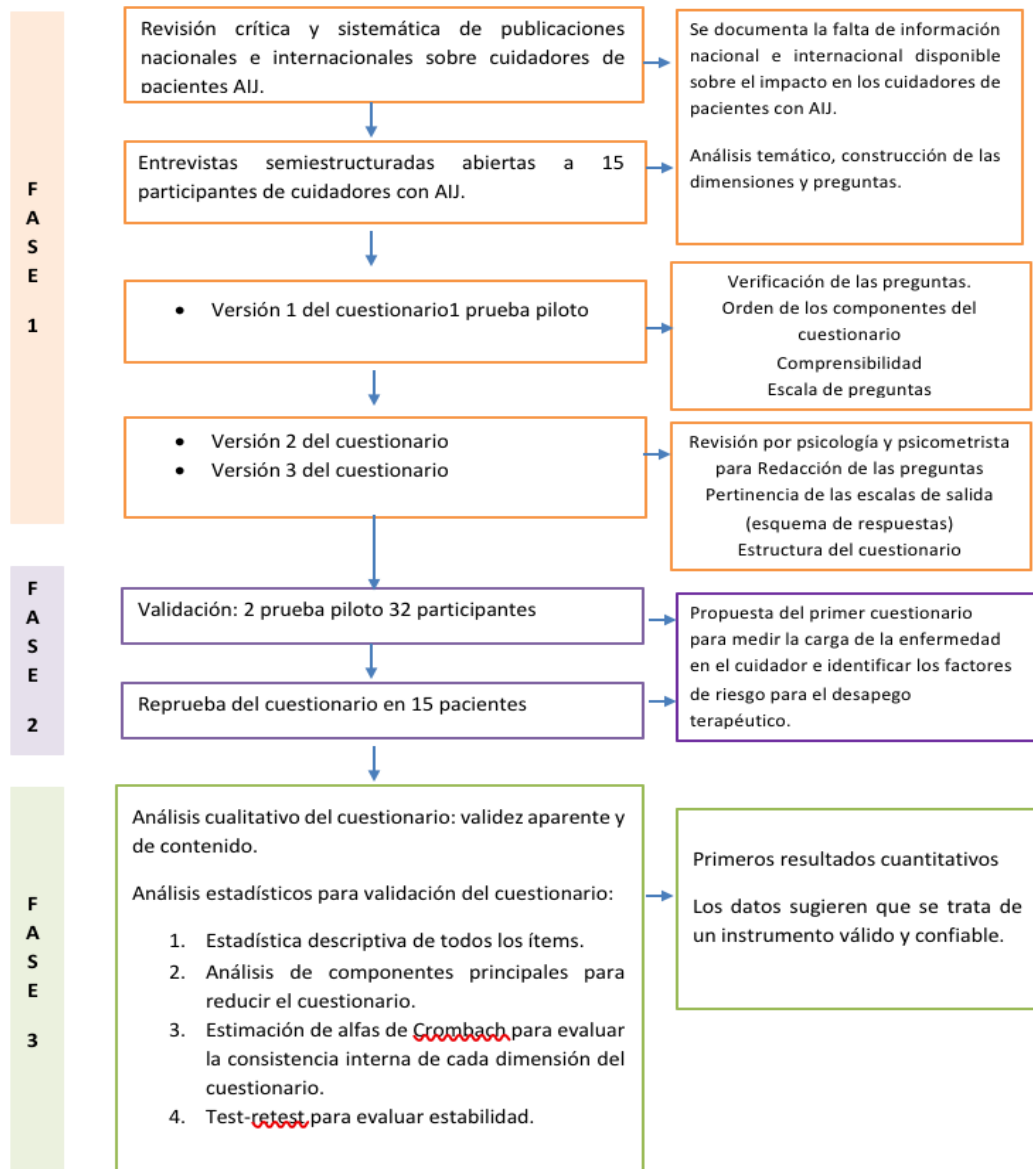 FASE 1
Revisión crítica y sistemática de publicaciones
nacionales e internacionales sobre cuidadores de
pacientes AIJ.
Se documenta la falta de información
nacional e internacional disponible
sobre el impacto en los cuidadores de
pacientes con AIJ.
Análisis temático, construcción de las
dimensiones y preguntas.
Entrevistas semiestructuradas abiertas a 15
participantes de cuidadores con AIJ.
• Versión 1 del cuestionario1 prueba piloto
Verificación de las preguntas.
Orden de los componentes del
cuestionario
Comprensibilidad
Escala de preguntas
• Versión 2 del cuestionario
• Versión 3 del cuestionario
Revisión por psicología y psicometrista
para Redacción de las preguntas
Pertinencia de las escalas de salida
(esquema de respuestas)
Estructura del cuestionario
FASE 2
Validación: 2 prueba piloto 32 participantes
Reprueba del cuestionario en 15 pacientes
Propuesta del primer cuestionario
para medir la carga de la enfermedad
en el cuidador e identificar los factores
de riesgo para el desapego
terapéutico.
FASE 3
Análisis cualitativo del cuestionario: validez aparente y
de contenido.
Análisis estadísticos para validación del cuestionario:
1. Estadística descriptiva de todos los ítems.
2. Análisis de componentes principales para
reducir el cuestionario.
3. Estimación de alfas de Crombach para evaluar
la consistencia interna de cada dimensión del
cuestionario.
4. Test-retest para evaluar estabilidad.
Primeros resultados cuantitativos
Los datos sugieren que se trata de
un instrumento válido y confiable.